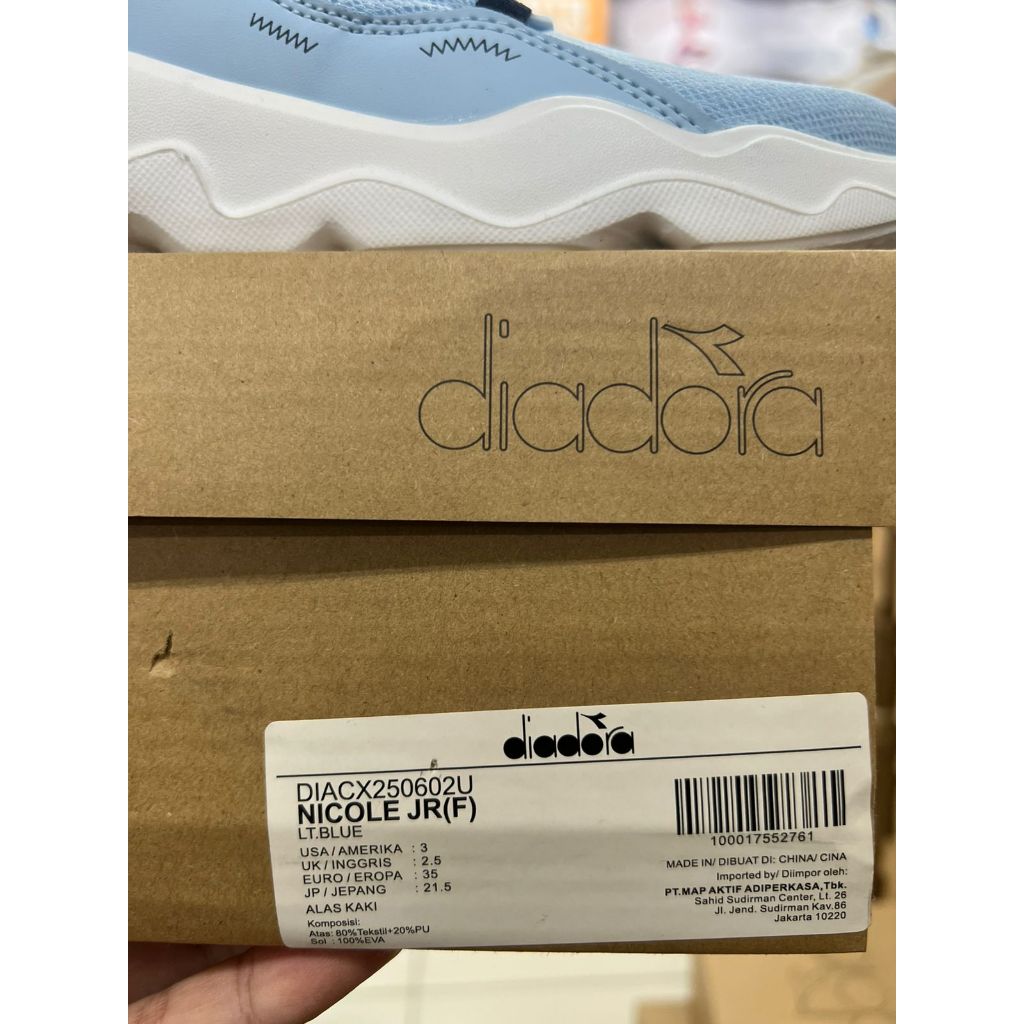 diadora
diadora
DIACX250602U
NICOLE JR(F)
LT.BLUE
USA/AMERIKA : 3
UK/INGGRIS : 2.5
EURO/EROPA : 35
JP/JEPANG : 21.5
ALAS KAKI
Komposisi:
Atas: 80%Tekstil+20%PU
Sol : 100%EVA
100017552761
MADE IN/ DIBUAT DI: CHINA/ CINA
Imported by/ Diimpor oleh:
PT.MAP AKTIF ADIPERKASA,Tbk.
Sahid Sudirman Center, Lt. 26
Jl. Jend. Sudirman Kav.86
Jakarta 10220